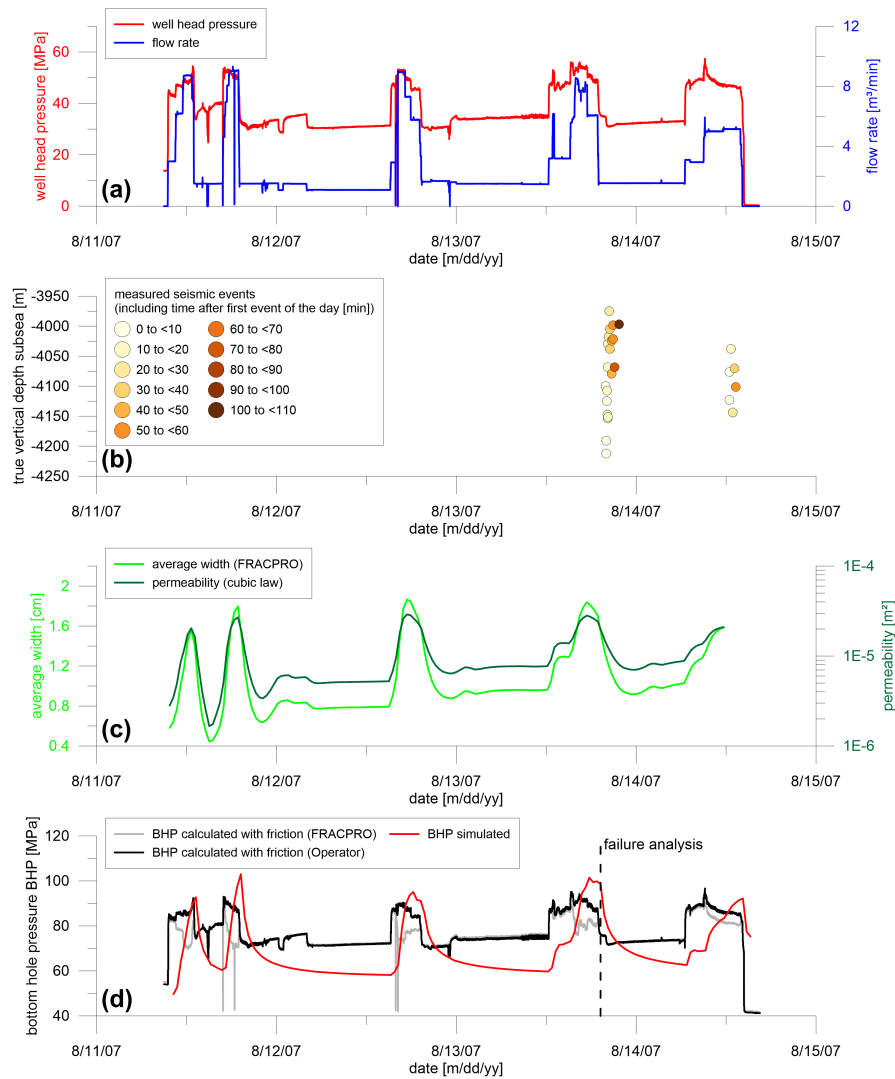 well head pressure
flow rate
well head pressure [MPa]
60
40
20
0
12
9
6
3
0
flow rate [m³/min]
(a)
8/11/07 8/12/07 8/13/07 8/14/07 8/15/07
date [m/dd/yy]
true vertical depth subsea [m]
-3950
-4000
-4050
-4100
-4150
-4200
-4250
measured seismic events
(including time after first event of the day [min])
0 to <10 60 to <70
10 to <20 70 to <80
20 to <30 80 to <90
30 to <40 90 to <100
40 to <50 100 to <110
50 to <60
(b)
8/11/07 8/12/07 8/13/07 8/14/07 8/15/07
date [m/dd/yy]
average width (FRACPRO)
permeability (cubic law)
average width [cm]
2
1.6
1.2
0.8
0.4
1E-4
1E-5
1E-6
permeability [m²]
(c)
8/11/07 8/12/07 8/13/07 8/14/07 8/15/07
date [m/dd/yy]
bottom hole pressure BHP [MPa]
120
100
80
60
40
BHP calculated with friction (FRACPRO) BHP simulated
BHP calculated with friction (Operator)
failure analysis
(d)
8/11/07 8/12/07 8/13/07 8/14/07 8/15/07
date [m/dd/yy]